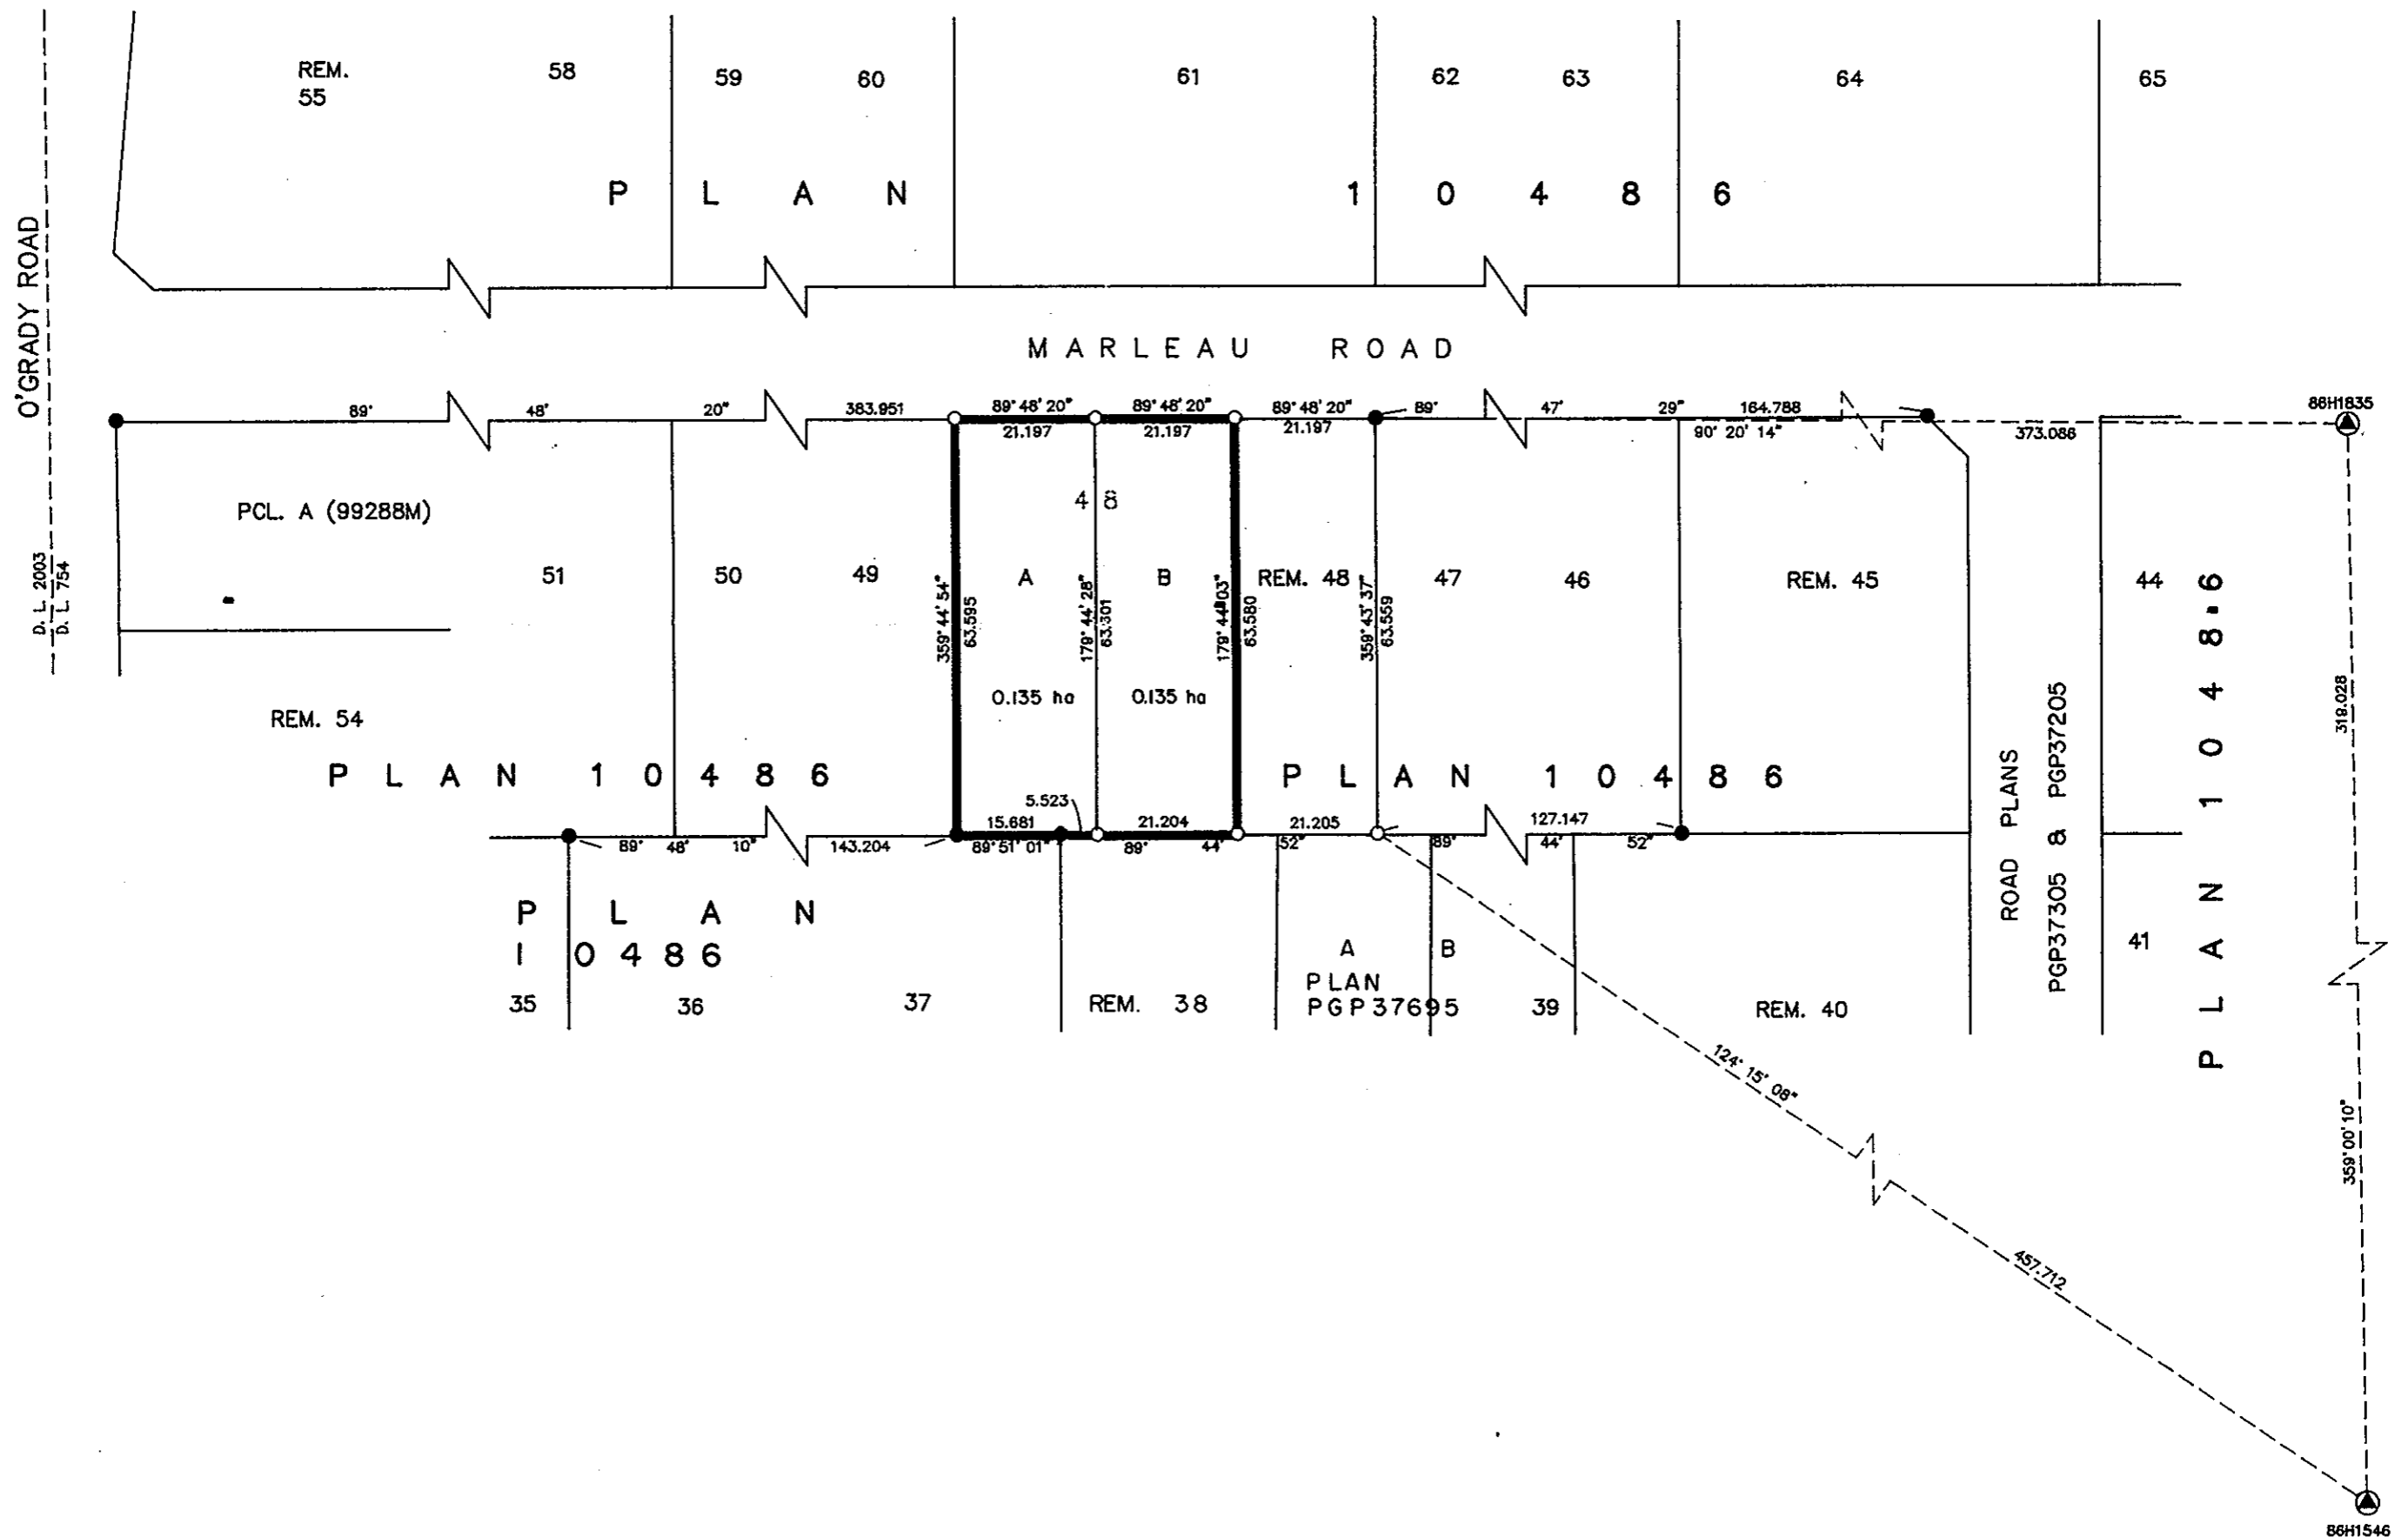 REM. 55
58
59
60
61
62
63
64
65
PLAN 10486
O'GRADY ROAD
MARLEAU ROAD
89° 48' 20" 383.951
89° 48' 20"
21.197
89° 48' 20"
21.197
89° 48' 20"
21.197
89° 47' 29" 164.788
90° 20' 14"
373.086
86H1835
PCL. A (99288M)
D. L. 2003
D. L. 754
51
50
49
48
A
B
REM. 48
47
46
REM. 45
44
359° 44' 54"
63.595
179° 44' 28"
179° 44' 03"
63.580
359° 43' 37"
63.559
0.135 ha
0.135 ha
REM. 54
PLAN 10486
PLAN 10486
PLAN 10486
ROAD PLANS
PGP37305 & PGP37205
319.028
359° 00' 10"
5.523
15.681
21.204
21.205
127.147
89° 48' 10" 143.204
89° 51' 01"
89° 44' 52"
89° 44' 52"
PLAN
10486
35
36
37
REM. 38
A
B
PLAN
PGP37695
39
REM. 40
41
124° 15' 08"
457.712
86H1546